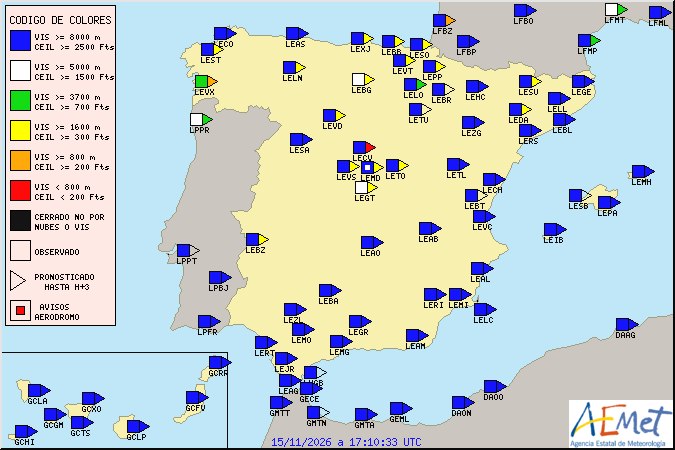 CODIGO DE COLORES
VIS >= 8000 m
CEIL >= 2500 Fts
VIS >= 5000 m
CEIL >= 1500 Fts
VIS >= 3700 m
CEIL >= 700 Fts
VIS >= 1600 m
CEIL >= 300 Fts
VIS >= 800 m
CEIL >= 200 Fts
VIS < 800 m
CEIL < 200 Fts
CERRADO NO POR
NUBES O VIS
OBSERVADO
PRONOSTICADO
HASTA H+3
AVISOS
AERODROMO
LFBO
LFMT
LFML
LFBZ
LECO
LEAS
LEXJ
LEBB
LESO
LFBP
LFMP
LEST
LEVT
LEPP
LELN
LEVX
LEBG
LELO
LEBR
LEHC
LESU
LEGE
LELL
LPPR
LEVD
LETU
LEDA
LEZG
LERS
LEBL
LESA
LECV
LEVS
LEMD
LETO
LETL
LECH
LEMH
LEGT
LEBT
LESB
LEPA
LEVC
LEAB
LEIB
LEBZ
LEAO
LPPT
LEAL
LPBJ
LEBA
LERI
LEMI
LEZL
LELC
LPFR
LEGR
LEMO
DAAG
LERT
LEMG
LEAM
LEJR
GCRR
LEAG
GECE
DAOO
GCLA
GCXO
GCFV
GMTT
GMTN
GMTA
GEML
DAON
GCGM
GCTS
GCHI
GCLP
15/11/2026 a 17:10:33 UTC
AEMet
Agencia Estatal de Meteorología